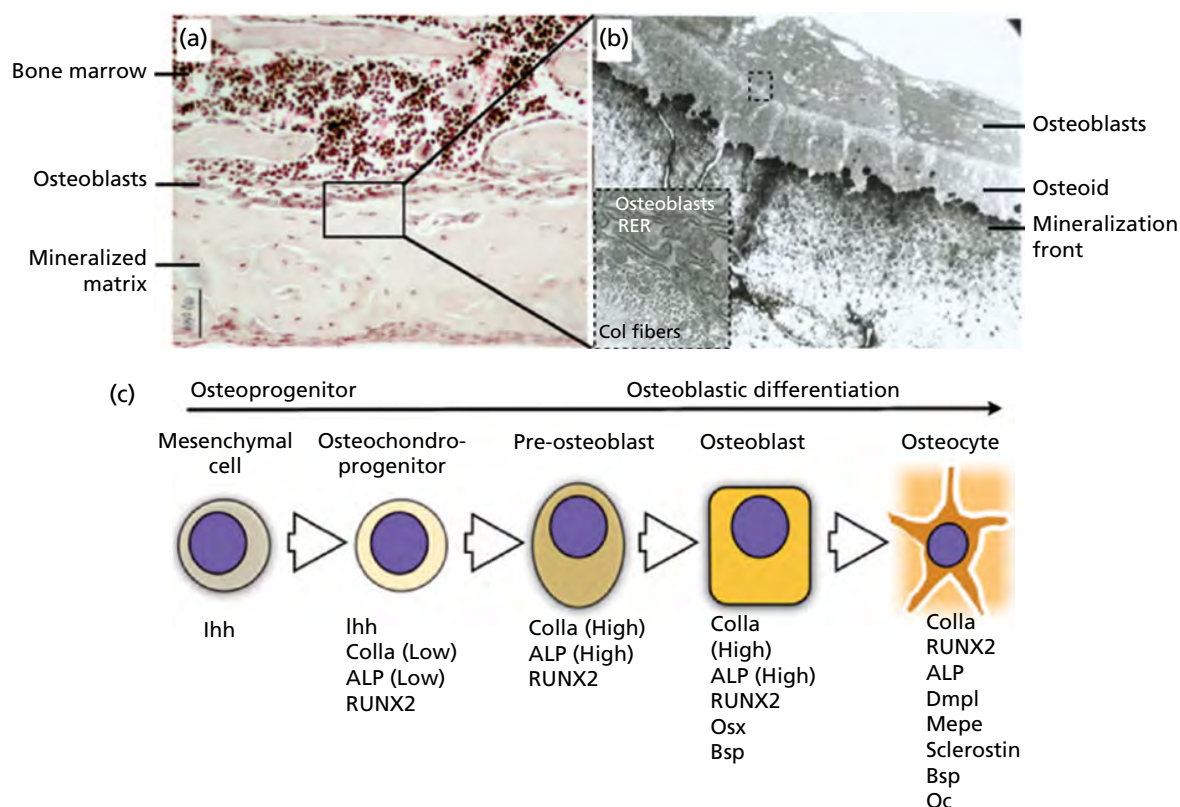 (a)
(b)
Bone marrow
Osteoblasts
Mineralized
matrix
Osteoblasts
Osteoid
Mineralization
front
Osteoblasts
RER
Col fibers
(c)
Osteoprogenitor
Osteoblastic differentiation
Mesenchymal
cell
Ihh
Osteochondro-
progenitor
Ihh
Colla (Low)
ALP (Low)
RUNX2
Pre-osteoblast
Colla (High)
ALP (High)
RUNX2
Osteoblast
Colla
(High)
ALP (High)
RUNX2
Osx
Bsp
Osteocyte
Colla
RUNX2
ALP
Dmpl
Mepe
Sclerostin
Bsp
Oc